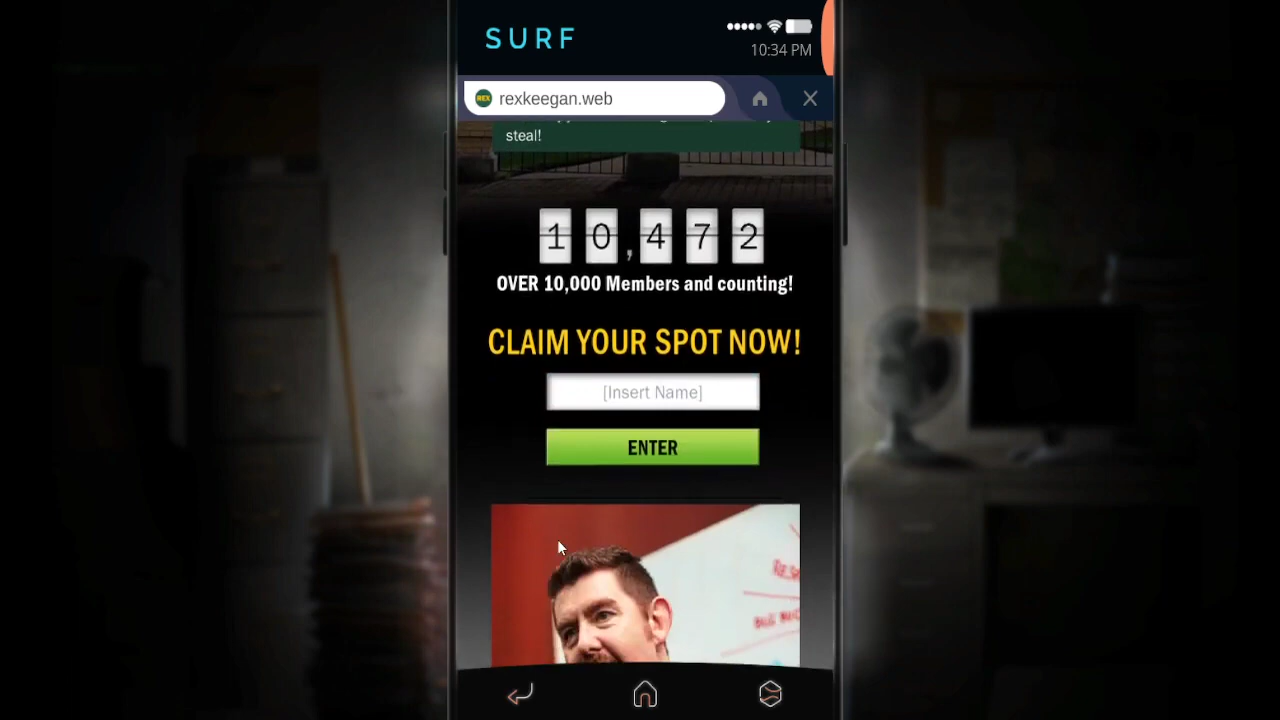 SURF
10:34 PM
REX
rexkeegan.web
steal!
10,472
OVER 10,000 Members and counting!
CLAIM YOUR SPOT NOW!
[Insert Name]
ENTER